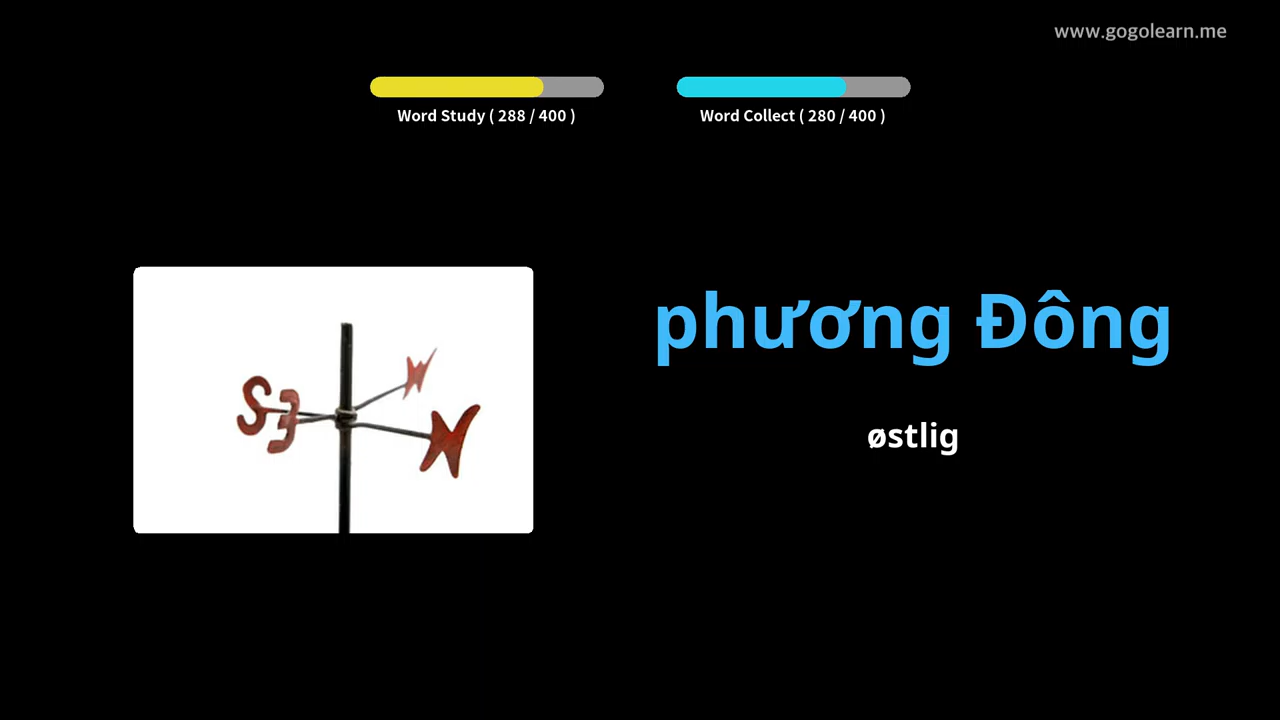 www.gogolearn.me
Word Study ( 288 / 400 )
Word Collect ( 280 / 400 )
phương Đông
østlig
S E N